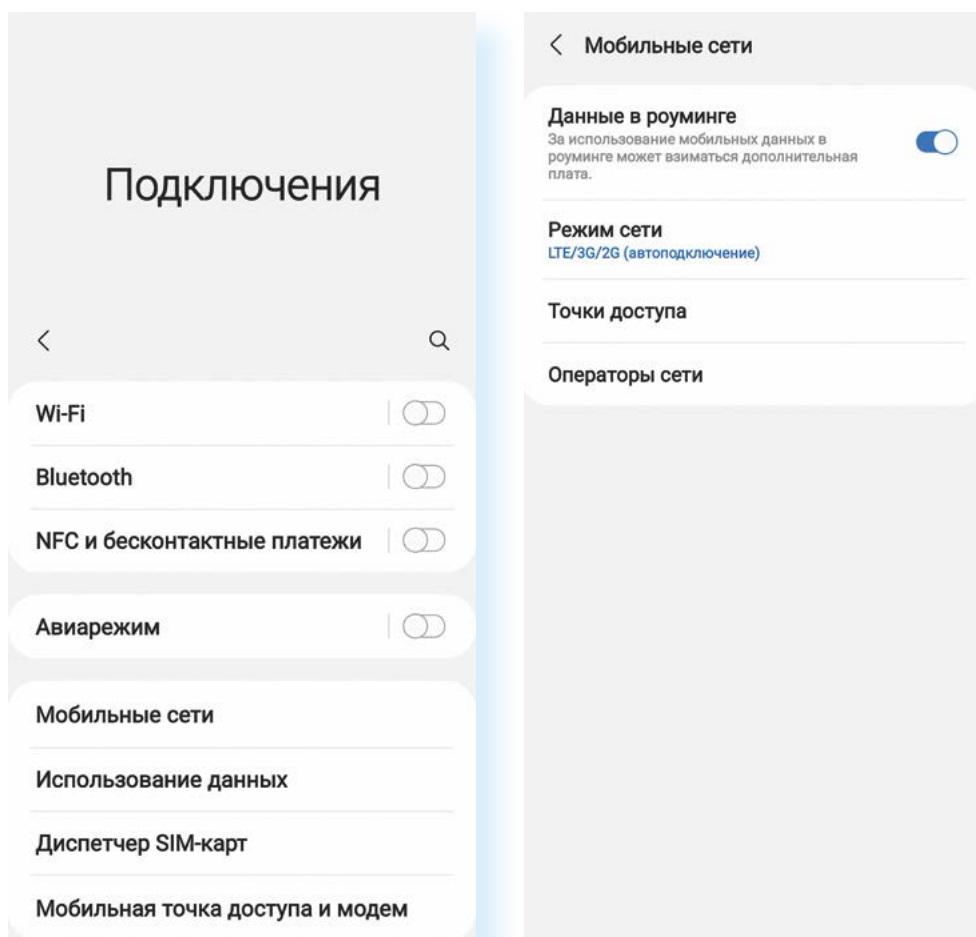 Подключения
Wi-Fi
Bluetooth
NFC и бесконтактные платежи
Авиарежим
Мобильные сети
Использование данных
Диспетчер SIM-карт
Мобильная точка доступа и модем
Мобильные сети
Данные в роуминге
За использование мобильных данных в
роуминге может взиматься дополнительная
плата.
Режим сети
LTE/3G/2G (автоподключение)
Точки доступа
Операторы сети